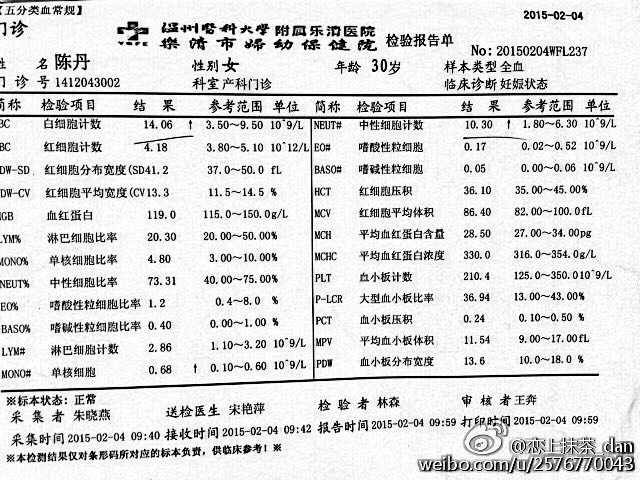 【五分类血常规】
2015-02-04
门诊
温州医科大学附属乐清医院
乐清市妇幼保健院 检验报告单
No: 20150204WFL237
姓名 陈丹 性别 女 年龄 30岁 样本类型 全血
门诊号 1412043002 科室 产科门诊 临床诊断 妊娠状态
简称 检验项目 结果 参考范围 单位 简称 检验项目 结果 参考范围 单位
BC 白细胞计数 14.06 ↑ 3.50~9.50 10^9/L NEUT# 中性细胞计数 10.30 ↑ 1.80~6.30 10^9/L
BC 红细胞计数 4.18 3.80~5.10 10^12/L EO# 嗜酸性粒细胞 0.17 0.02~0.52 10^9/L
DW-SD 红细胞分布宽度(SD 41.2 37.0~50.0 fL BASO# 嗜碱性粒细胞 0.05 0.00~0.06 10^9/L
DW-CV 红细胞平均宽度(CV 13.3 11.5~14.5% HCT 红细胞压积 36.10 35.00~45.00%
HGB 血红蛋白 119.0 115.0~150.0 g/L MCV 红细胞平均体积 86.40 82.00~100.0 fL
LYM% 淋巴细胞比率 20.30 20.00~50.00% MCH 平均血红蛋白含量 28.50 27.00~34.00 pg
MONO% 单核细胞比率 4.80 3.00~10.00% MCHC 平均血红蛋白浓度 330.0 316.0~354.0 g/L
NEUT% 中性细胞比率 73.31 40.00~75.00% PLT 血小板计数 210.4 125.0~350.0 10^9/L
EO% 嗜酸性粒细胞比率 1.2 0.4~8.0 % P-LCR 大型血小板比率 36.94 13.00~43.00%
BASO% 嗜碱性粒细胞比率 0.40 0.00~1.00% PCT 血小板压积 0.24 0.10~0.50 %
LYM# 淋巴细胞计数 2.86 1.10~3.20 10^9/L MPV 平均血小板体积 11.54 9.00~17.00 fL
MONO# 单核细胞 0.68 ↑ 0.10~0.60 10^9/L PDW 血小板分布宽度 13.6 10.0~18.0 %
※标本状态：正常
采集者 朱晓燕 送检医生 宋艳萍 检验者 林森 审核者 王奔
采集时间 2015-02-04 09:40 接收时间 2015-02-04 09:42 报告时间 2015-02-04 09:59 打印时间 2015-02-04 09:59
※本检测结果仅对条形码所对应的标本负责，供临床参考！※
@恋上抹茶_dan
weibo.com/u/2576770043